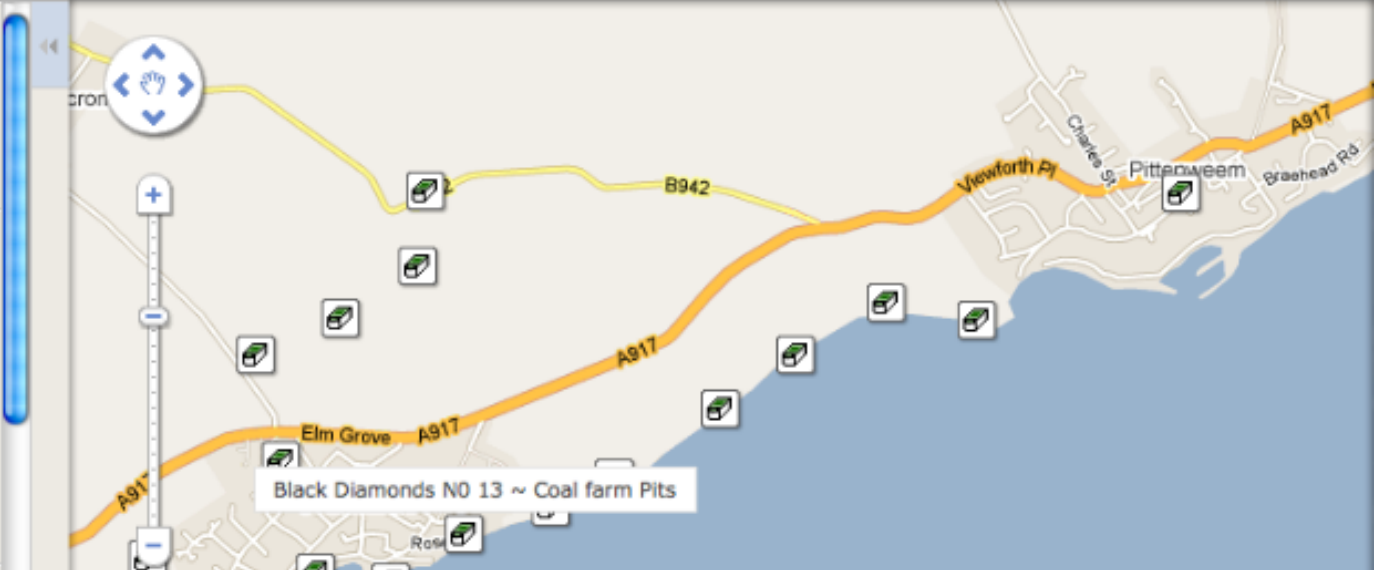 cron
Charles St
A917
Pittenweem
Braehead Rd
Viewforth Pl
B942
A917
Elm Grove
A917
A917
Black Diamonds N0 13 ~ Coal farm Pits
Rose